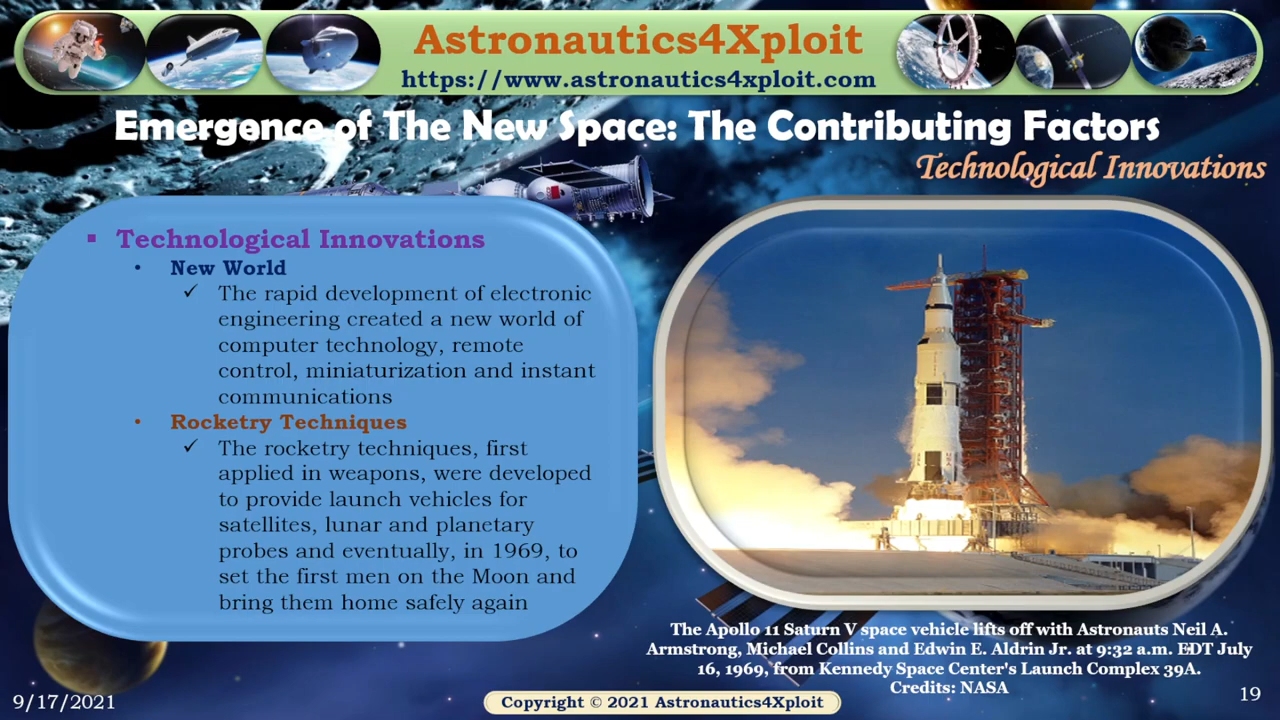 Astronautics4Xploit
https://www.astronautics4xploit.com
Emergence of The New Space: The Contributing Factors
Technological Innovations
▪ Technological Innovations
• New World
✓ The rapid development of electronic
engineering created a new world of
computer technology, remote
control, miniaturization and instant
communications
• Rocketry Techniques
✓ The rocketry techniques, first
applied in weapons, were developed
to provide launch vehicles for
satellites, lunar and planetary
probes and eventually, in 1969, to
set the first men on the Moon and
bring them home safely again
The Apollo 11 Saturn V space vehicle lifts off with Astronauts Neil A.
Armstrong, Michael Collins and Edwin E. Aldrin Jr. at 9:32 a.m. EDT July
16, 1969, from Kennedy Space Center's Launch Complex 39A.
Credits: NASA
9/17/2021
Copyright © 2021 Astronautics4Xploit
19